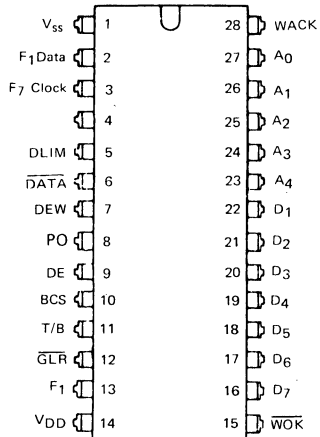 Vss 1 28 WACK
F1Data 2 27 A0
F7 Clock 3 26 A1
4 25 A2
DLIM 5 24 A3
DATA 6 23 A4
DEW 7 22 D1
PO 8 21 D2
DE 9 20 D3
BCS 10 19 D4
T/B 11 18 D5
GLR 12 17 D6
F1 13 16 D7
VDD 14 15 WOK